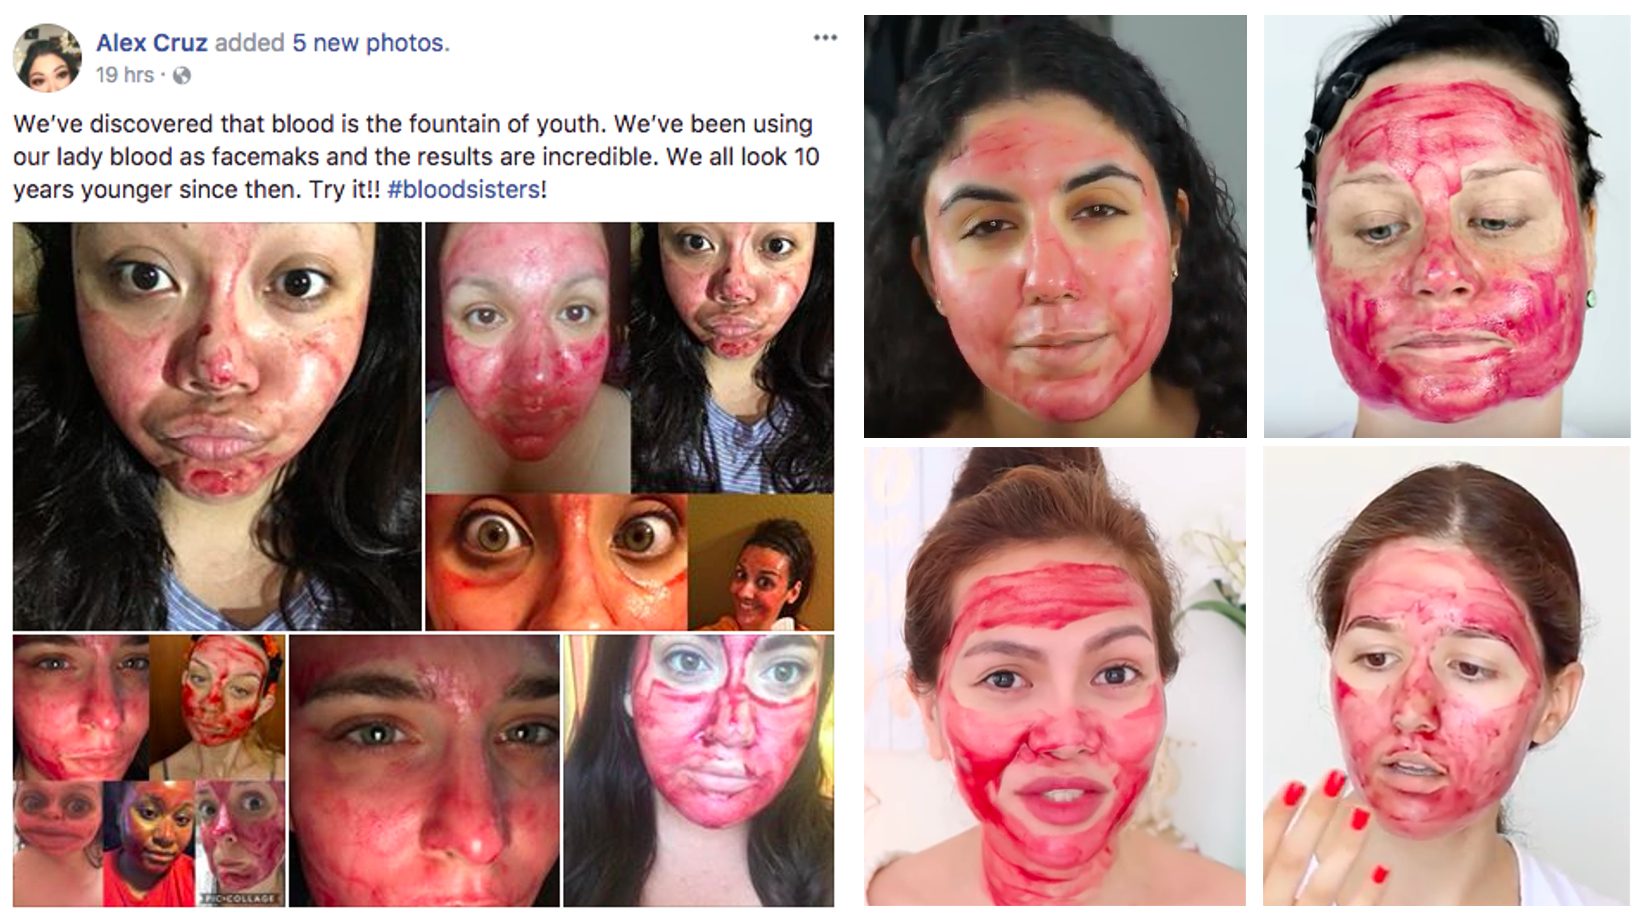 Alex Cruz added 5 new photos.
19 hrs ·
We've discovered that blood is the fountain of youth. We've been using
our lady blood as facemaks and the results are incredible. We all look 10
years younger since then. Try it!! #bloodsisters!
PIC•COLLAGE